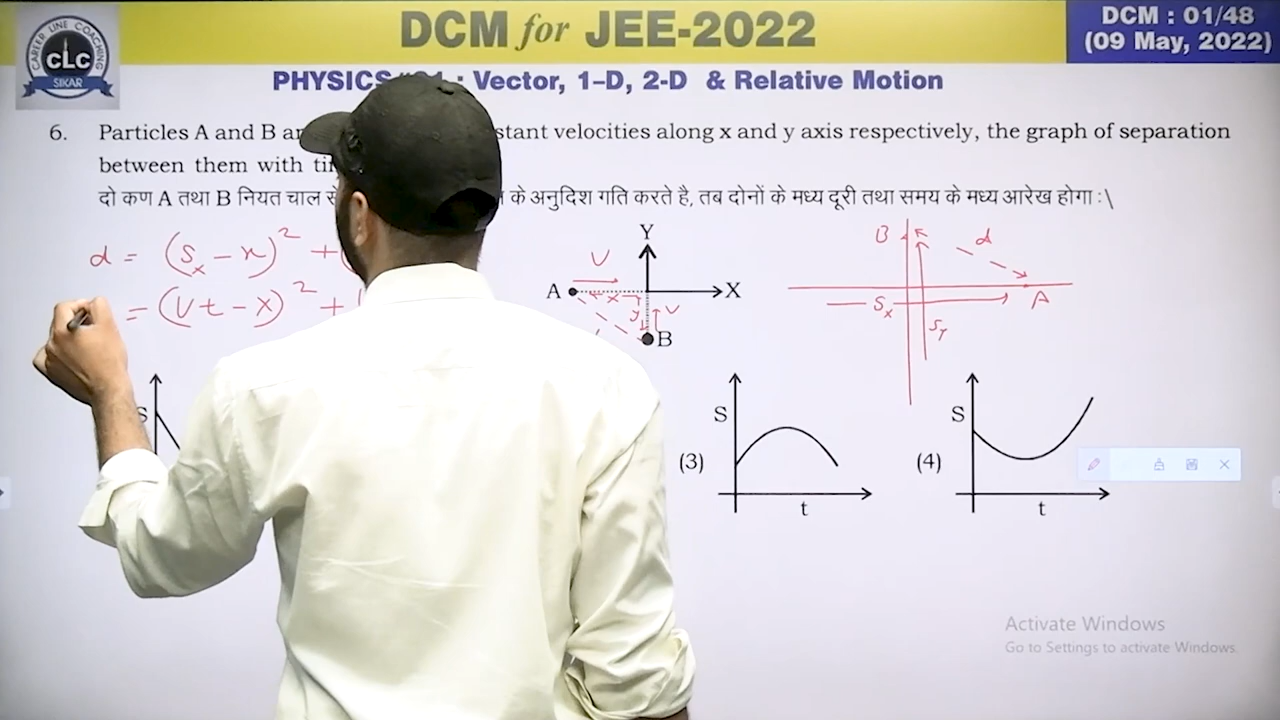 DCM for JEE-2022
DCM : 01/48
(09 May, 2022)
CAREER LINE COACHING
CLC
SIKAR
PHYSICS : Vector, 1–D, 2-D & Relative Motion
6. Particles A and B stant velocities along x and y axis respectively, the graph of separation
between them with
दो कण A तथा B नियत चाल के अनुदिश गति करते है, तब दोनों के मध्य दूरी तथा समय के मध्य आरेख होगा :\
d = (Sx - x)² +
= (Vt - x)² +
Y
V
A
X
x
y
V
B
B
d
Sx
A
Sy
S
(3)
S
t
(4)
S
t
Activate Windows
Go to Settings to activate Windows.